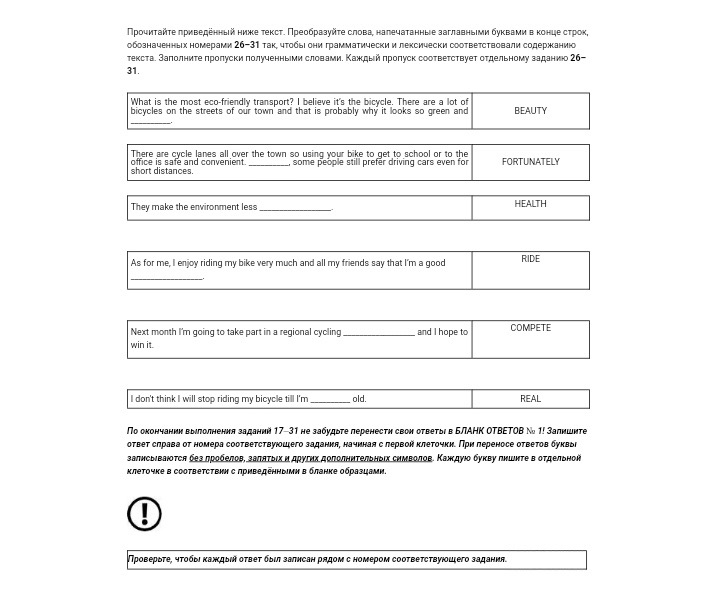 Прочитайте приведённый ниже текст. Преобразуйте слова, напечатанные заглавными буквами в конце строк,
обозначенных номерами 26–31 так, чтобы они грамматически и лексически соответствовали содержанию
текста. Заполните пропуски полученными словами. Каждый пропуск соответствует отдельному заданию 26–
31.
What is the most eco-friendly transport? I believe it's the bicycle. There are a lot of
bicycles on the streets of our town and that is probably why it looks so green and
_________.
BEAUTY
There are cycle lanes all over the town so using your bike to get to school or to the
office is safe and convenient. _________, some people still prefer driving cars even for
short distances.
FORTUNATELY
They make the environment less ________________.
HEALTH
As for me, I enjoy riding my bike very much and all my friends say that I'm a good
________________.
RIDE
Next month I'm going to take part in a regional cycling ________________ and I hope to
win it.
COMPETE
I don't think I will stop riding my bicycle till I'm _________ old.
REAL
По окончании выполнения заданий 17–31 не забудьте перенести свои ответы в БЛАНК ОТВЕТОВ № 1! Запишите
ответ справа от номера соответствующего задания, начиная с первой клеточки. При переносе ответов буквы
записываются без пробелов, запятых и других дополнительных символов. Каждую букву пишите в отдельной
клеточке в соответствии с приведёнными в бланке образцами.
Проверьте, чтобы каждый ответ был записан рядом с номером соответствующего задания.